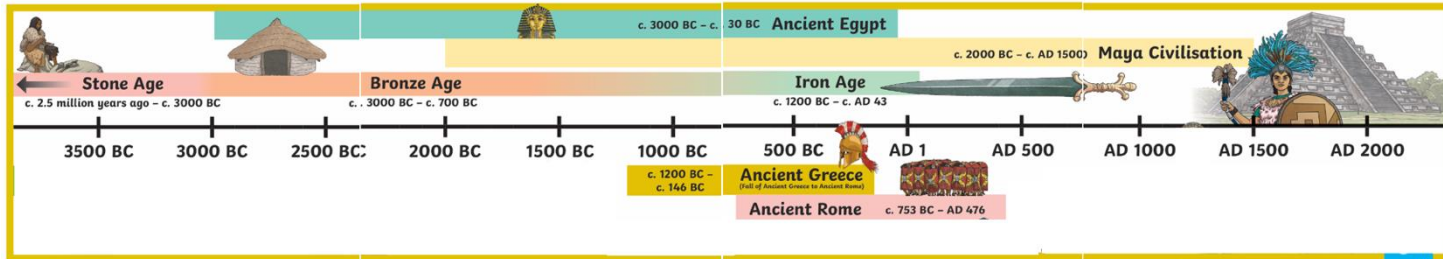 c. 3000 BC – c. 30 BC Ancient Egypt
c. 2000 BC – c. AD 1500 Maya Civilisation
Stone Age Bronze Age Iron Age
c. 2.5 million years ago – c. 3000 BC c. 3000 BC – c. 700 BC c. 1200 BC – c. AD 43
3500 BC 3000 BC 2500 BC 2000 BC 1500 BC 1000 BC 500 BC AD 1 AD 500 AD 1000 AD 1500 AD 2000
c. 1200 BC –
c. 146 BC
Ancient Greece
(Fall of Ancient Greece to Ancient Rome)
Ancient Rome c. 753 BC – AD 476